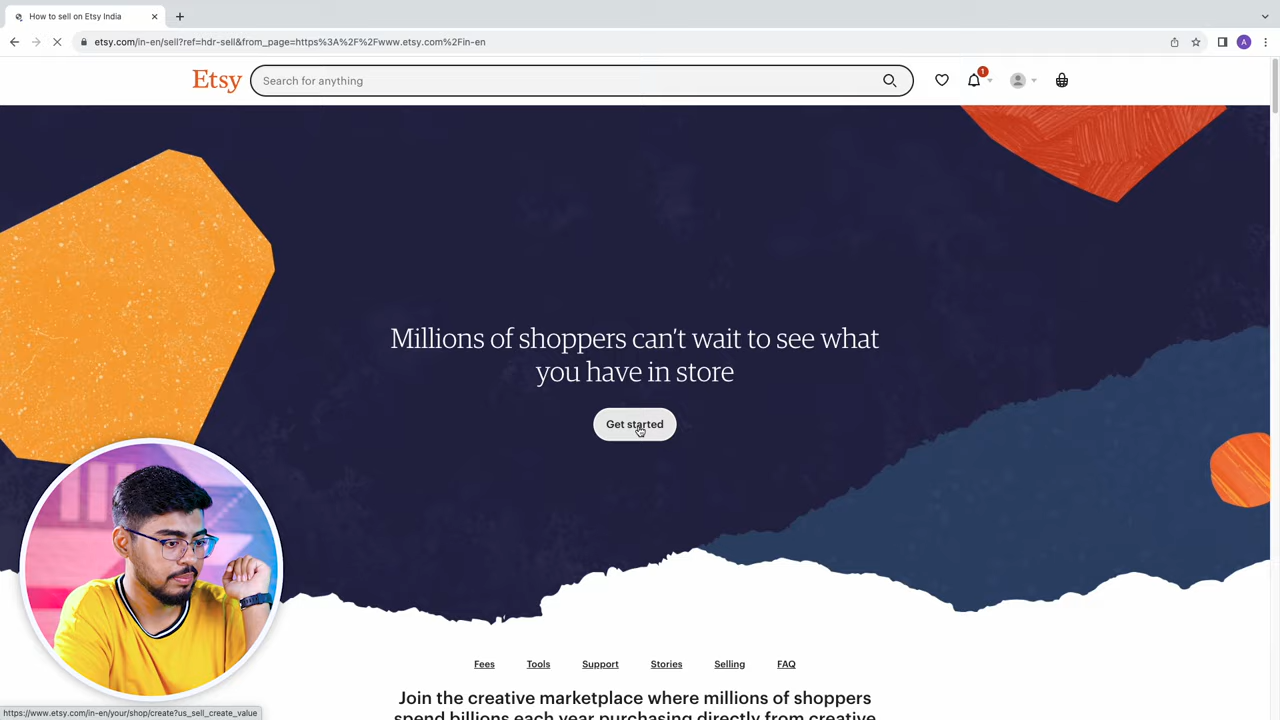 How to sell on Etsy India
etsy.com/in-en/sell?ref=hdr-sell&from_page=https%3A%2F%2Fwww.etsy.com%2Fin-en
A
Etsy
Search for anything
1
Millions of shoppers can't wait to see what
you have in store
Get started
Fees Tools Support Stories Selling FAQ
Join the creative marketplace where millions of shoppers
spend billions each year purchasing directly from creative
https://www.etsy.com/in-en/your/shop/create?us_sell_create_value